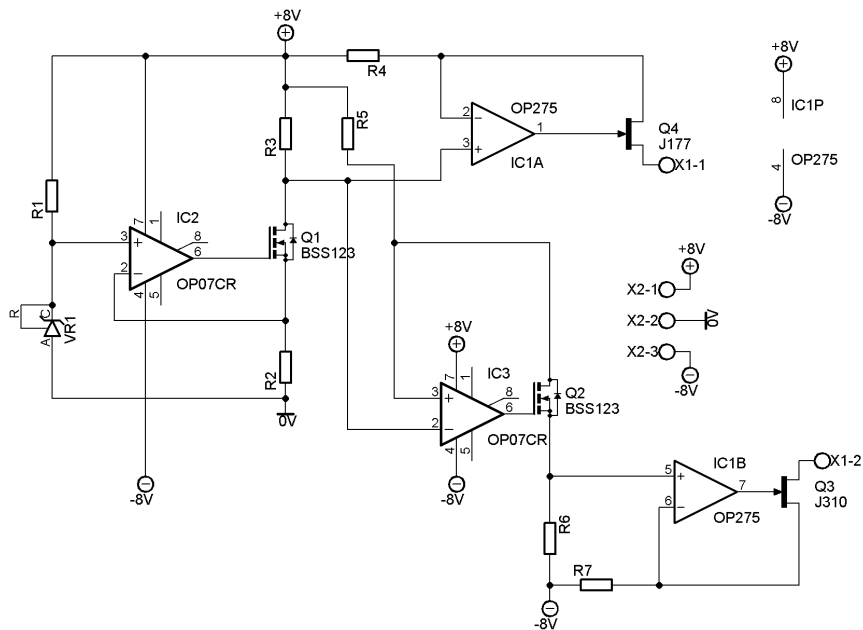 +8V
R4
+8V
R3
R5
OP275
2
3
1
IC1A
Q4
J177
X1-1
8
IC1P
4
OP275
-8V
R1
7
1
IC2
8
3
6
2
4
5
OP07CR
Q1
BSS123
R
C
A
VR1
R2
0V
-8V
+8V
X2-1
X2-2
0V
X2-3
-8V
+8V
7
1
IC3
8
3
6
2
4
5
OP07CR
-8V
Q2
BSS123
IC1B
X1-2
5
7
6
OP275
Q3
J310
R6
R7
-8V